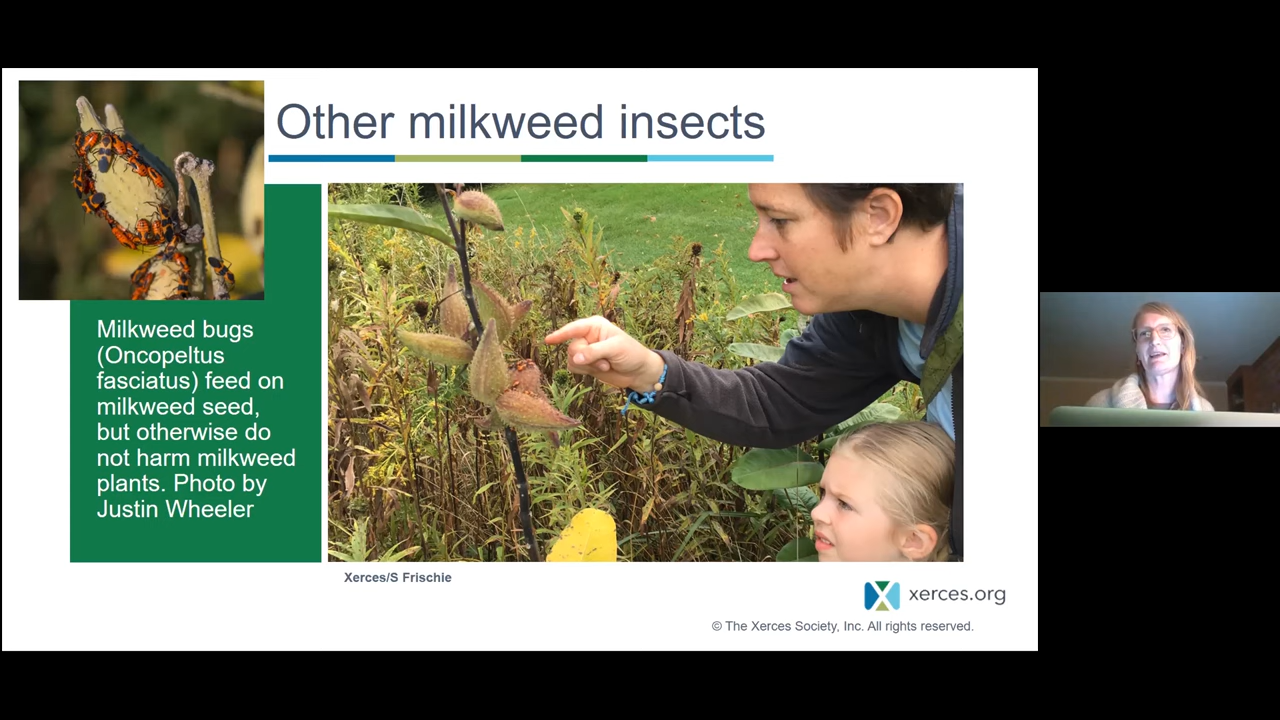 Other milkweed insects
Milkweed bugs
(Oncopeltus
fasciatus) feed on
milkweed seed,
but otherwise do
not harm milkweed
plants. Photo by
Justin Wheeler
Xerces/S Frischie
xerces.org
© The Xerces Society, Inc. All rights reserved.